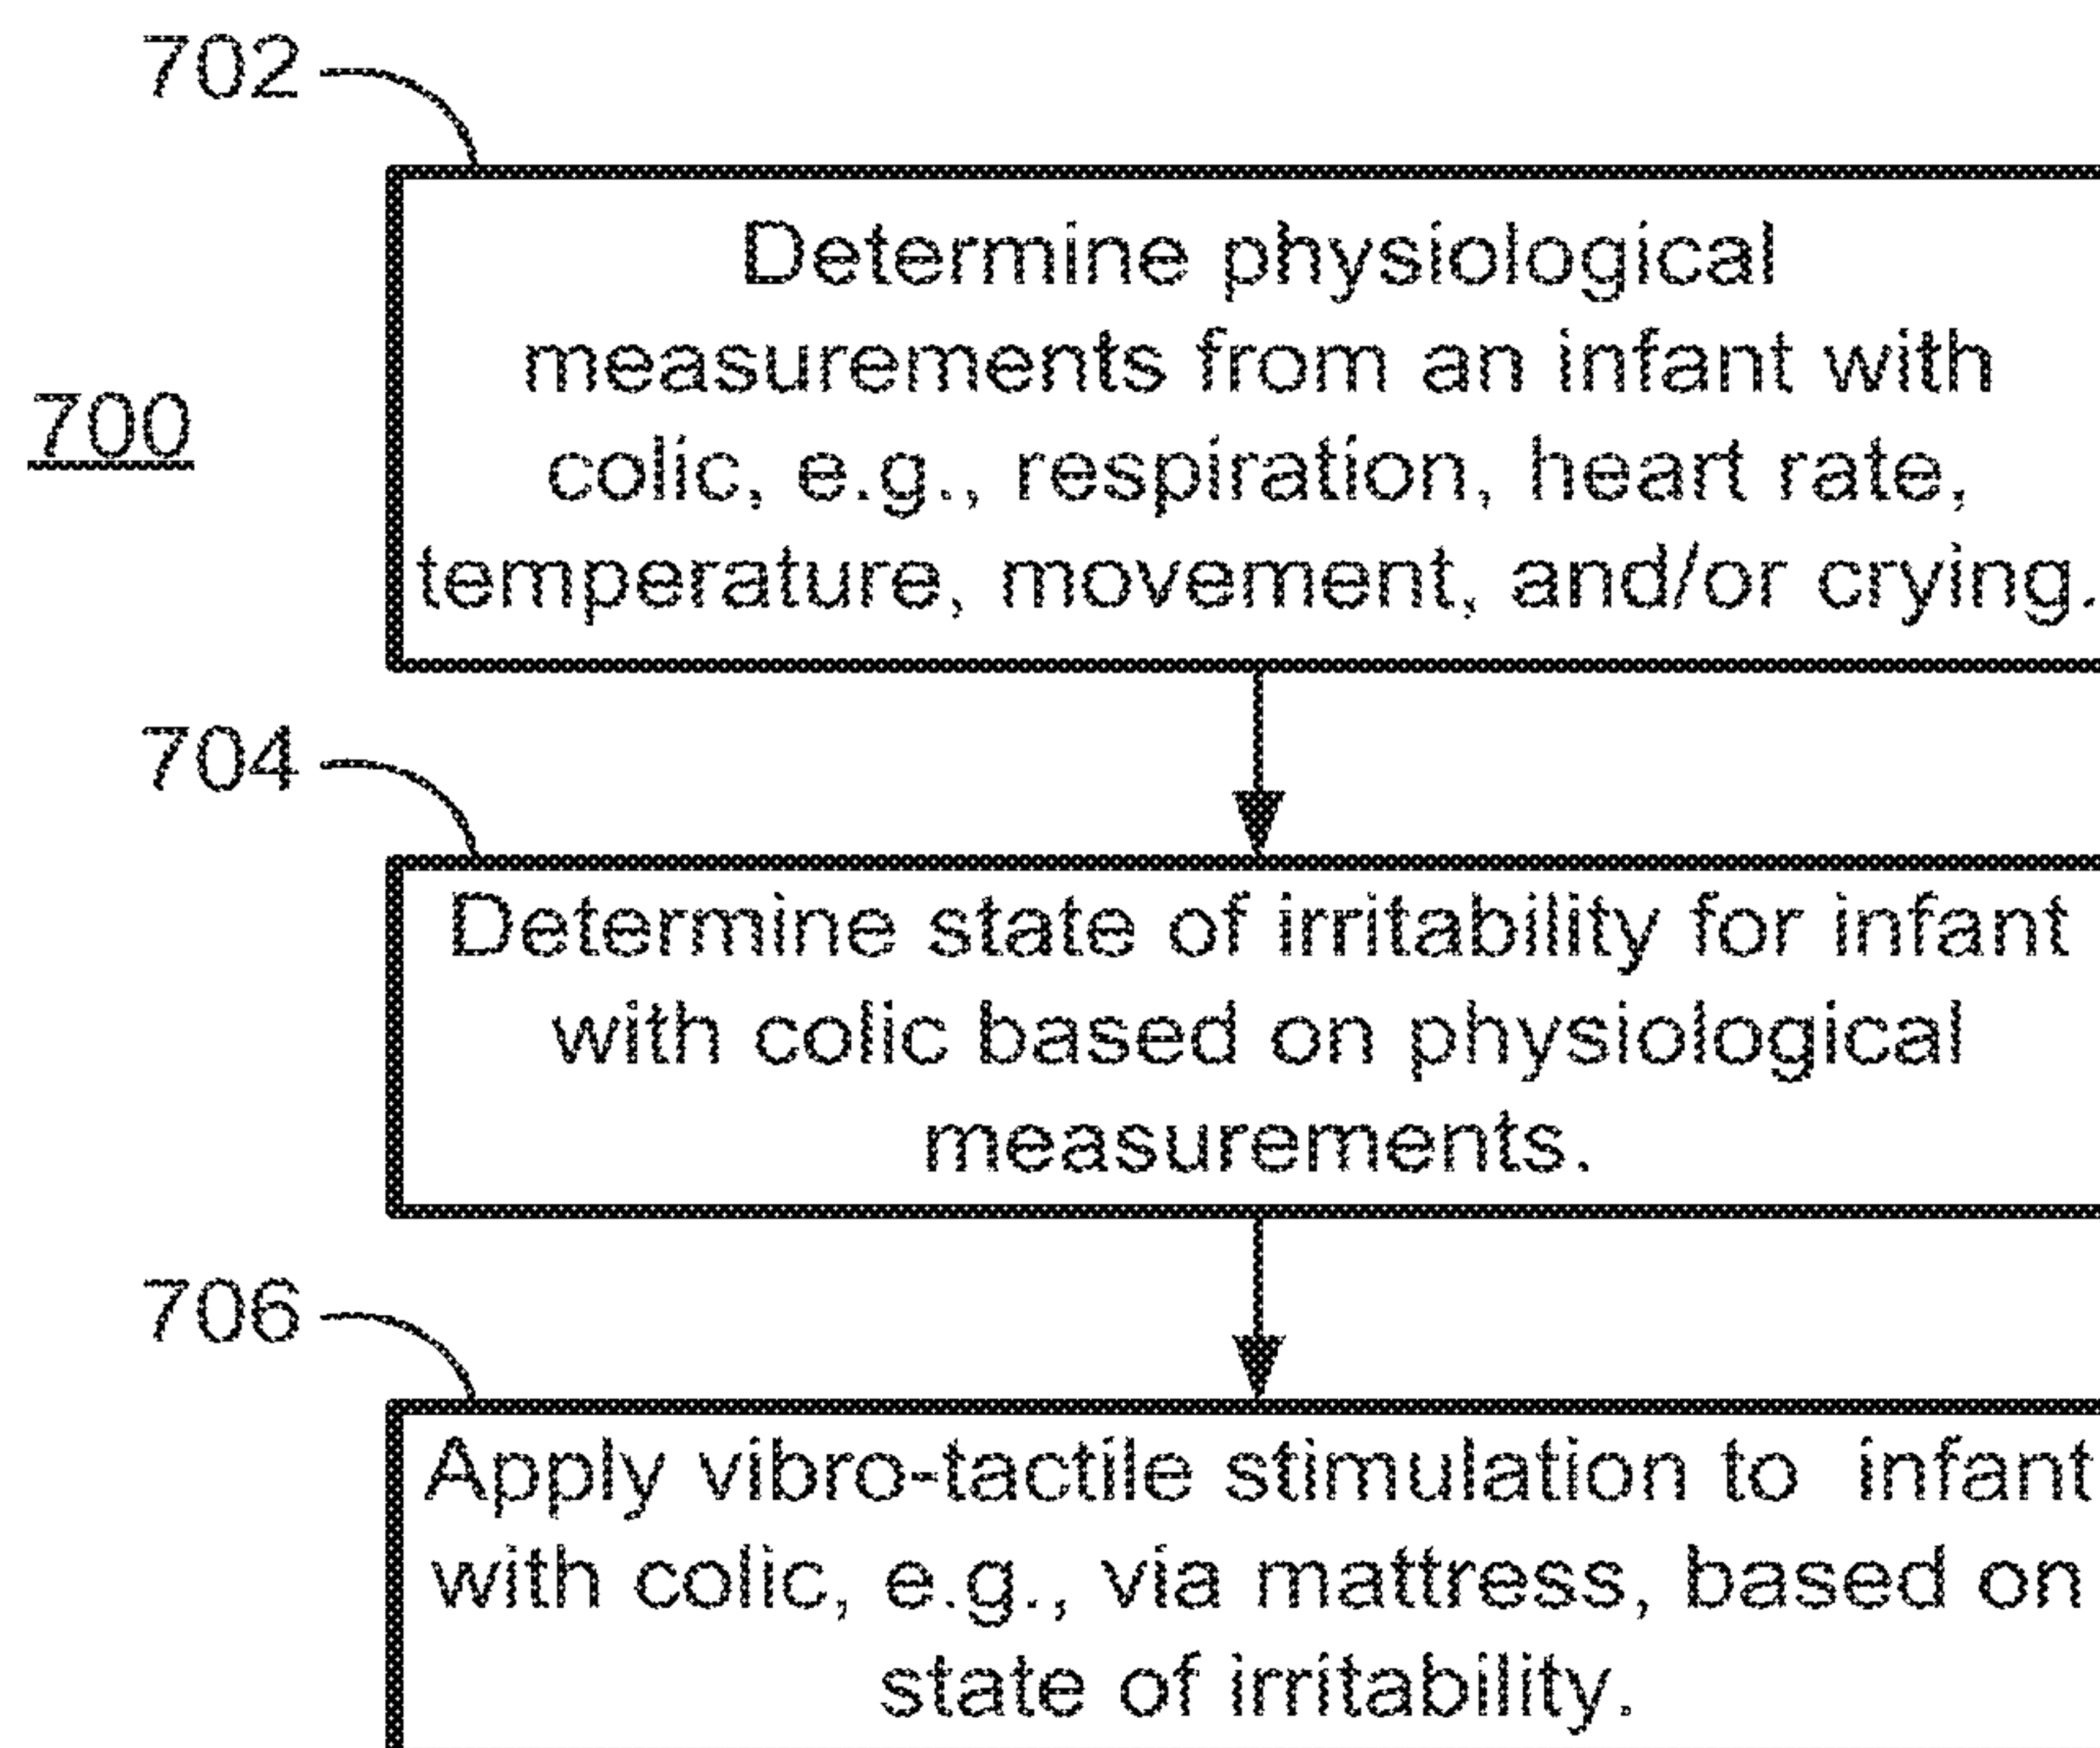 702
Determine physiological
measurements from an infant with
700
colic, e.g., respiration, heart rate,
temperature, movement, and/or crying.
704
Determine state of irritability for infant
with colic based on physiological
measurements.
706
Apply vibro-tactile stimulation to  infant
with colic, e.g., via mattress, based on
state of irritability.